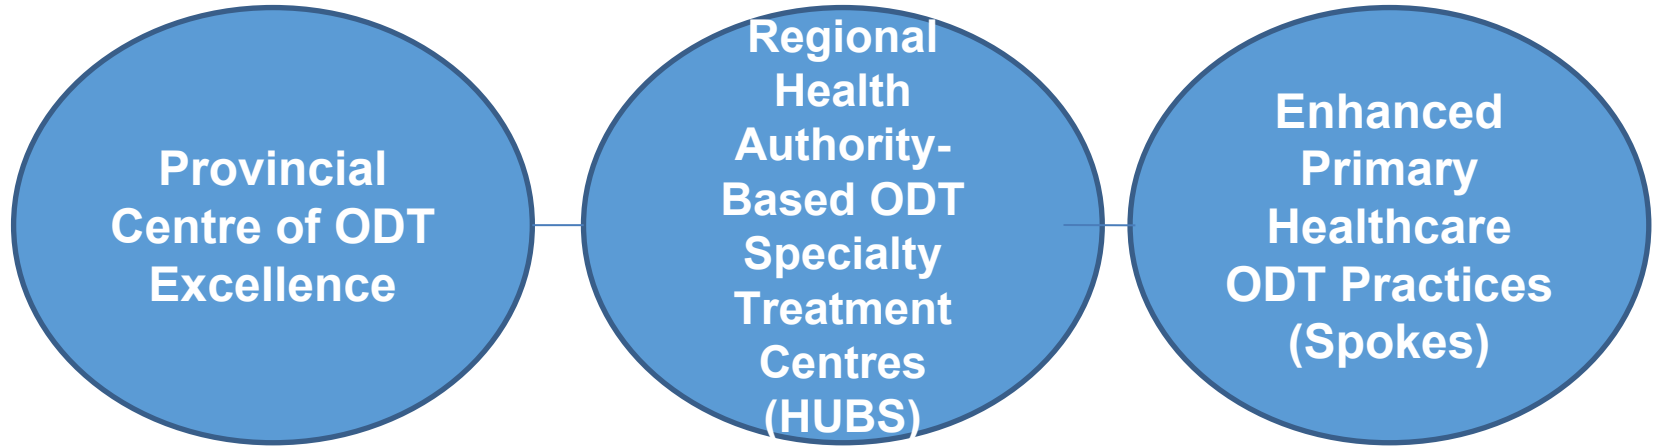 Provincial
Centre of ODT
Excellence
Regional
Health
Authority-
Based ODT
Specialty
Treatment
Centres
(HUBS)
Enhanced
Primary
Healthcare
ODT Practices
(Spokes)